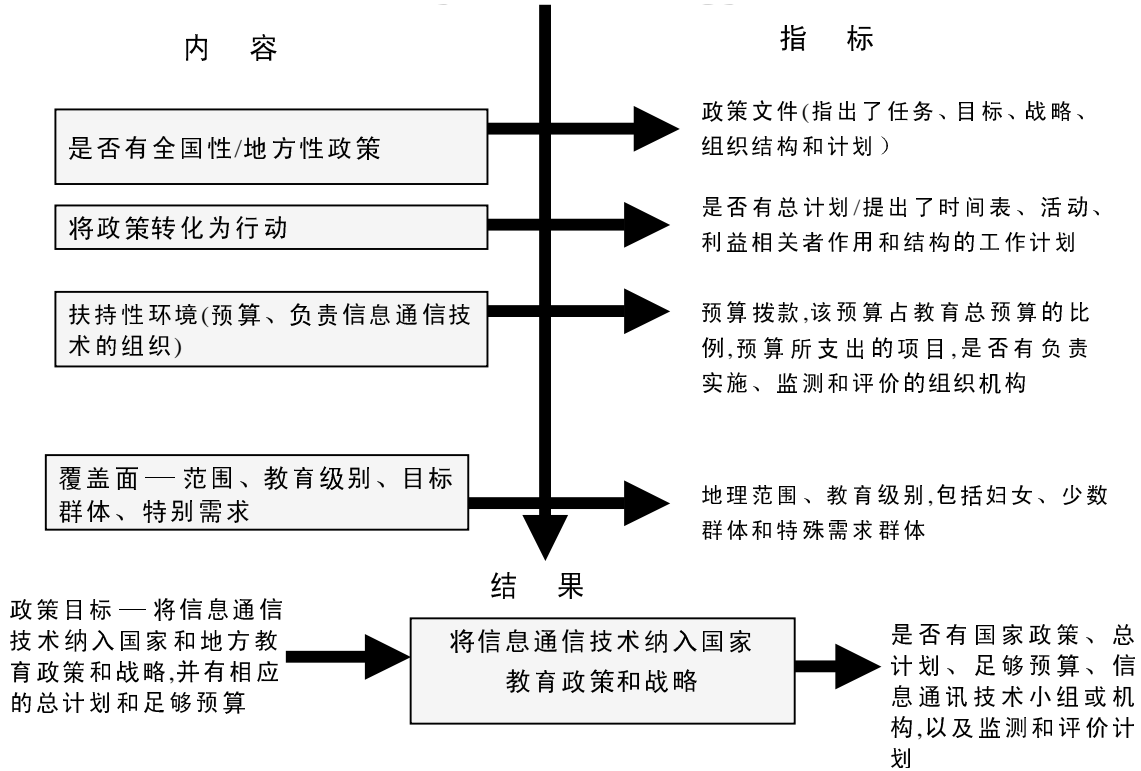 内 容
指 标
是否有全国性/地方性政策
政策文件(指出了任务、目标、战略、
组织结构和计划）
将政策转化为行动
是否有总计划/提出了时间表、活动、
利益相关者作用和结构的工作计划
扶持性环境(预算、负责信息通信技
术的组织)
预算拨款,该预算占教育总预算的比
例,预算所支出的项目,是否有负责
实施、监测和评价的组织机构
覆盖面 — 范围、教育级别、目标
群体、特别需求
地理范围、教育级别,包括妇女、少数
群体和特殊需求群体
结 果
政策目标 — 将信息通信
技术纳入国家和地方教
育政策和战略,并有相应
的总计划和足够预算
将信息通信技术纳入国家
教育政策和战略
是否有国家政策、总
计划、足够预算、信
息通讯技术小组或机
构,以及监测和评价计
划